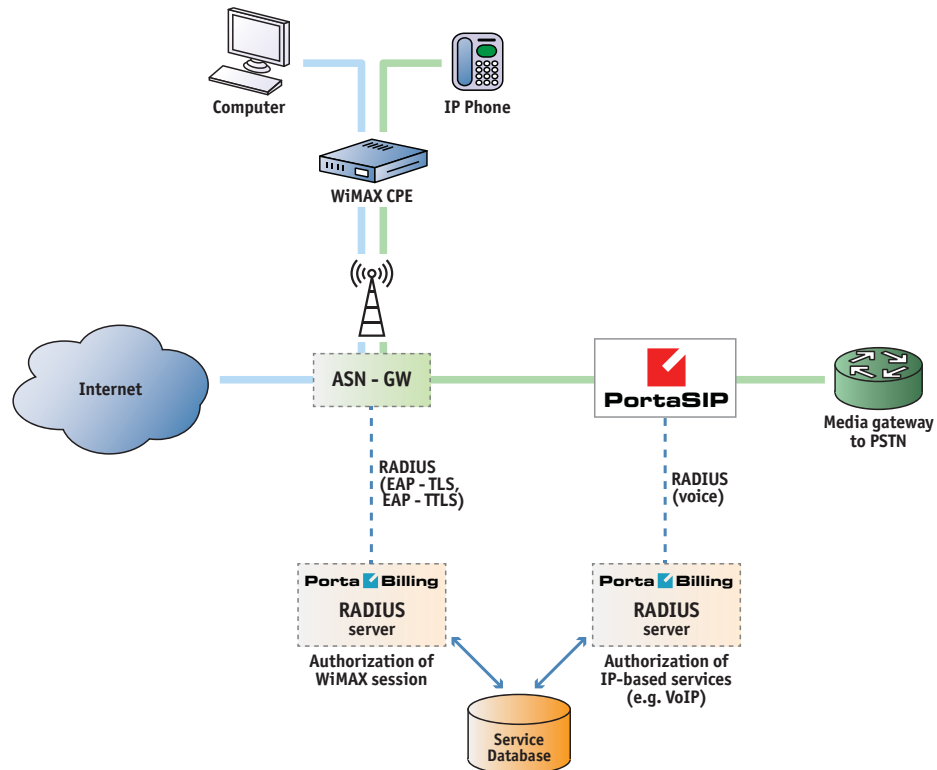 Computer
IP Phone
WiMAX CPE
Internet
ASN - GW
PortaSIP
Media gateway
to PSTN
RADIUS
(EAP - TLS,
EAP - TTLS)
RADIUS
(voice)
Porta Billing
RADIUS
server
Authorization of
WiMAX session
Porta Billing
RADIUS
server
Authorization of
IP-based services
(e.g. VoIP)
Service
Database